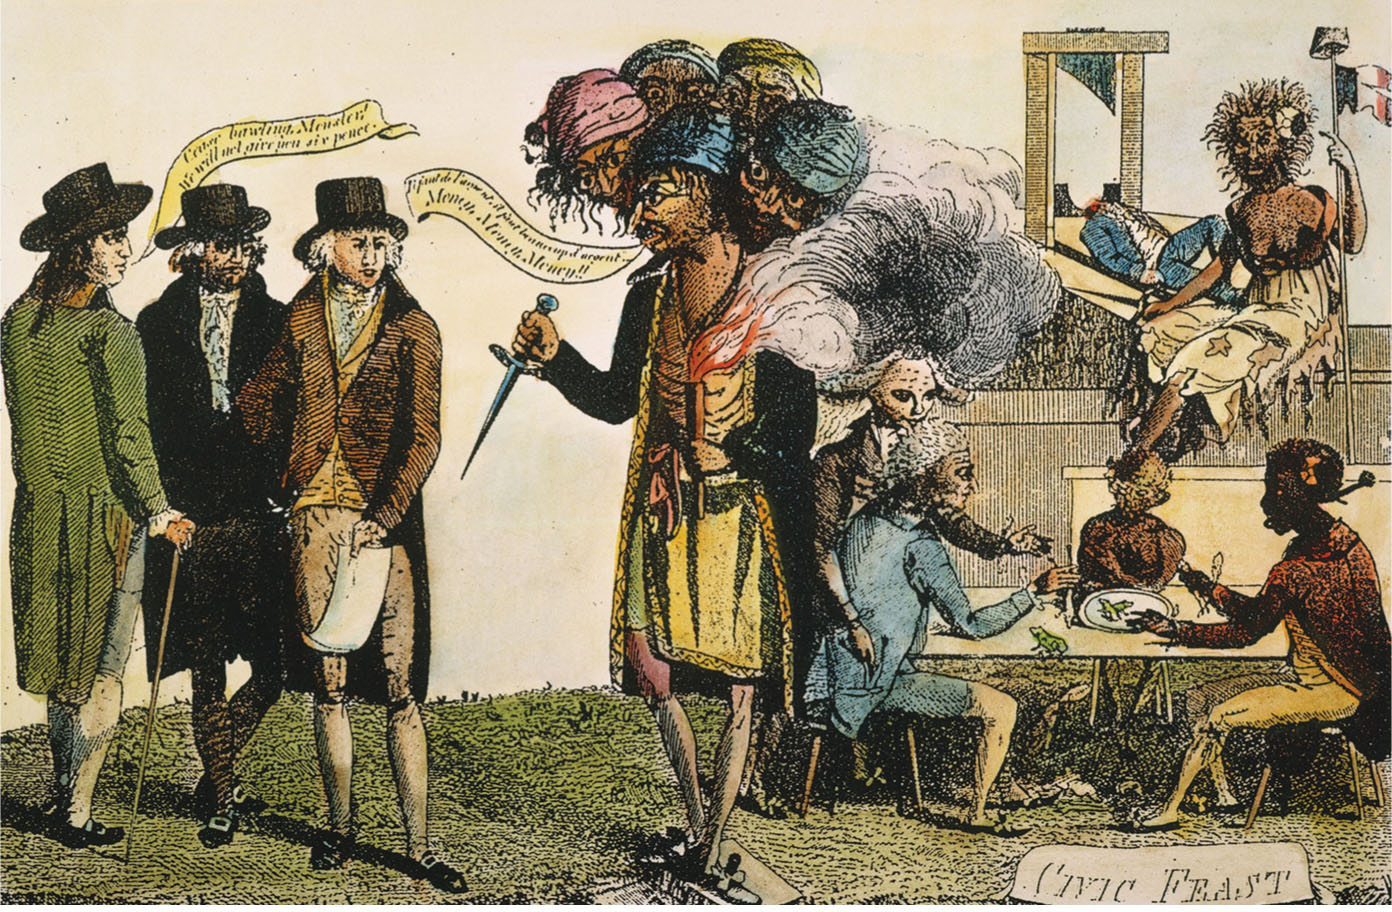 Cease bawling, Monster,
We will not give you six pence.
Il faut de l'argent, il faut beaucoup d'argent.
Money, Money, Money!!
CIVIC FEAST